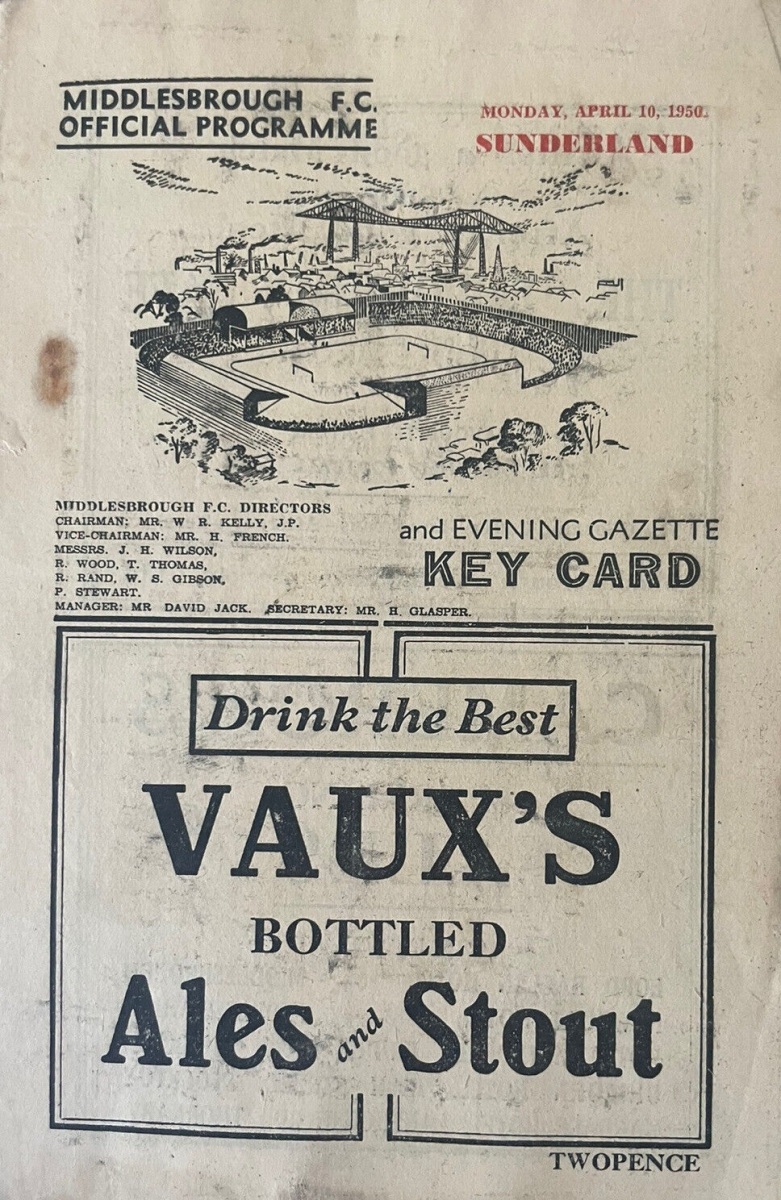 MIDDLESBROUGH F.C.
OFFICIAL PROGRAMME
MONDAY, APRIL 10, 1950.
SUNDERLAND
MIDDLESBROUGH F.C. DIRECTORS
CHAIRMAN: MR. W R. KELLY, J.P.
VICE-CHAIRMAN: MR. H. FRENCH.
MESSRS. J. H. WILSON,
R. WOOD, T. THOMAS,
R. RAND, W. S. GIBSON,
P. STEWART.
MANAGER: MR DAVID JACK. SECRETARY: MR. H. GLASPER.
and EVENING GAZETTE
KEY CARD
Drink the Best
VAUX'S
BOTTLED
Ales and Stout
TWOPENCE